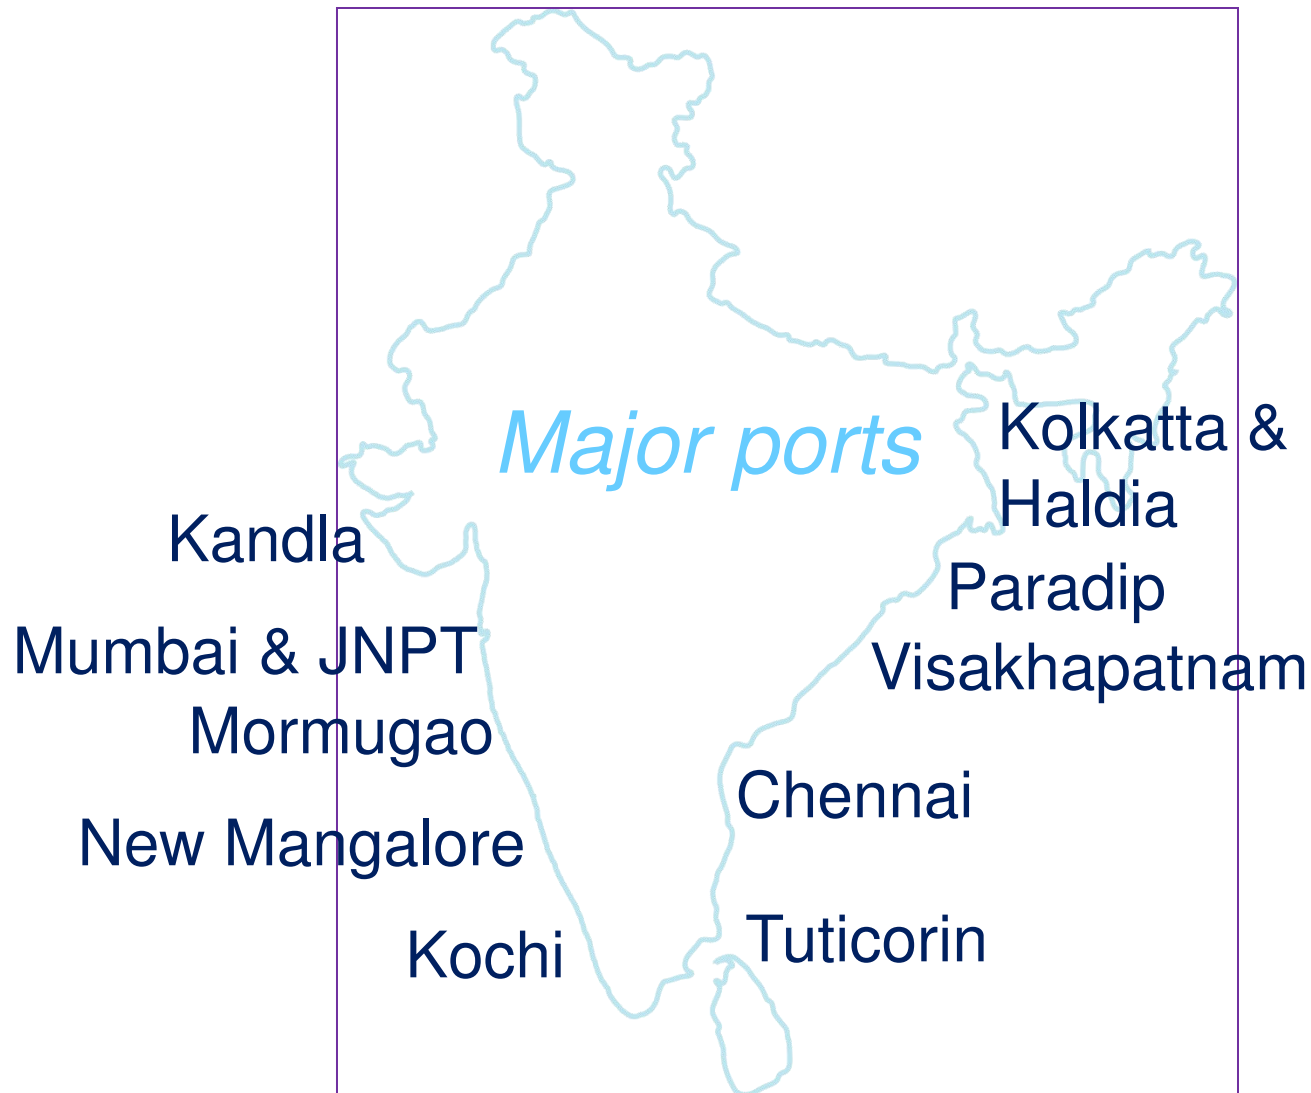 Major ports
Kolkatta &
Haldia
Kandla
Paradip
Mumbai & JNPT
Visakhapatnam
Mormugao
Chennai
New Mangalore
Tuticorin
Kochi